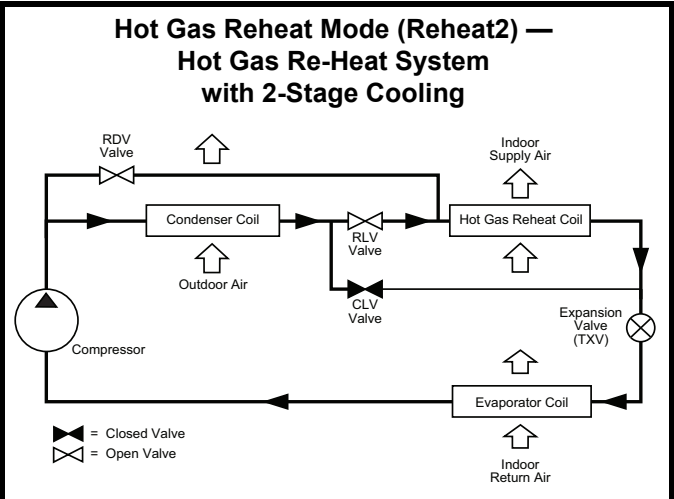 Hot Gas Reheat Mode (Reheat2) —
Hot Gas Re-Heat System
with 2-Stage Cooling
RDV
Valve
Indoor
Supply Air
Condenser Coil
RLV
Valve
Hot Gas Reheat Coil
Outdoor Air
CLV
Valve
Expansion
Valve
(TXV)
Compressor
Evaporator Coil
= Closed Valve
= Open Valve
Indoor
Return Air